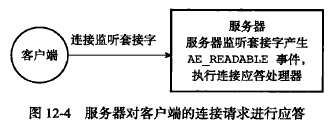 客户端
连接监听套接字
服务器
服务器监听套接字产生
AE_READABLE 事件，
执行连接应答处理器
图 12-4 服务器对客户端的连接请求进行应答